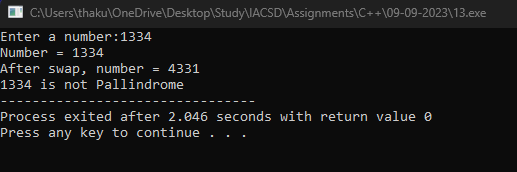 C:\Users\thaku\OneDrive\Desktop\Study\IACSD\Assignments\C++\09-09-2023\13.exe
Enter a number:1334
Number = 1334
After swap, number = 4331
1334 is not Pallindrome
--------------------------------
Process exited after 2.046 seconds with return value 0
Press any key to continue . . .